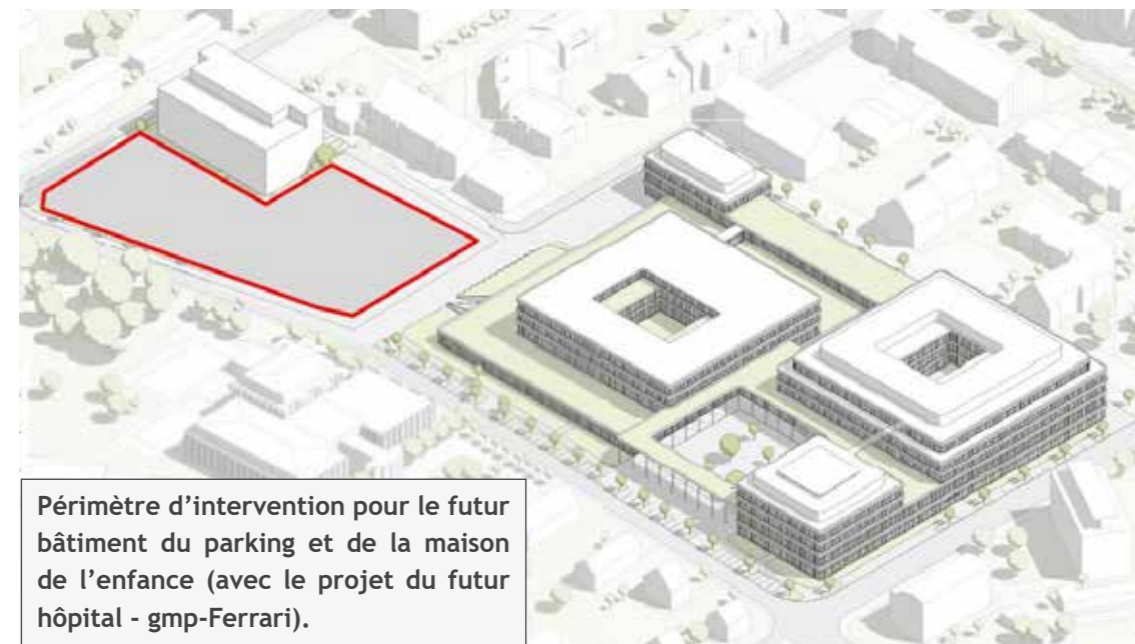 Périmètre d’intervention pour le futur
bâtiment du parking et de la maison
de l’enfance (avec le projet du futur
hôpital - gmp-Ferrari).